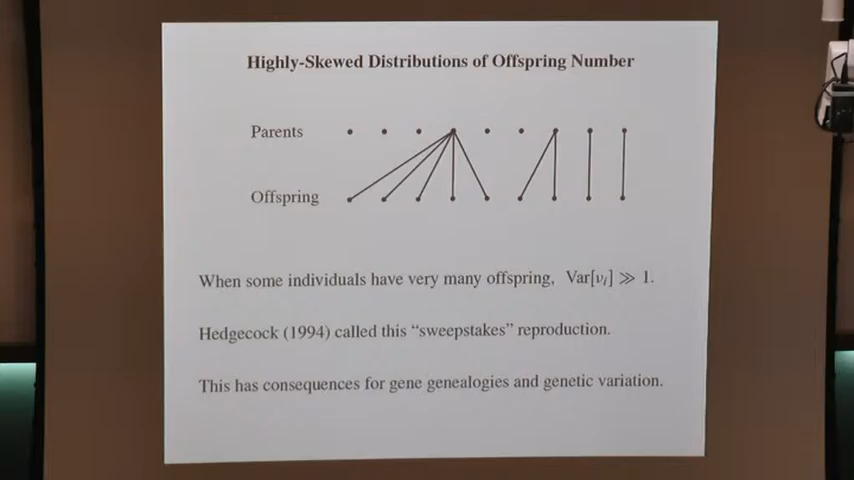 Highly-Skewed Distributions of Offspring Number
Parents
Offspring
When some individuals have very many offspring, Var[νᵢ] ≫ 1.
Hedgecock (1994) called this “sweepstakes” reproduction.
This has consequences for gene genealogies and genetic variation.